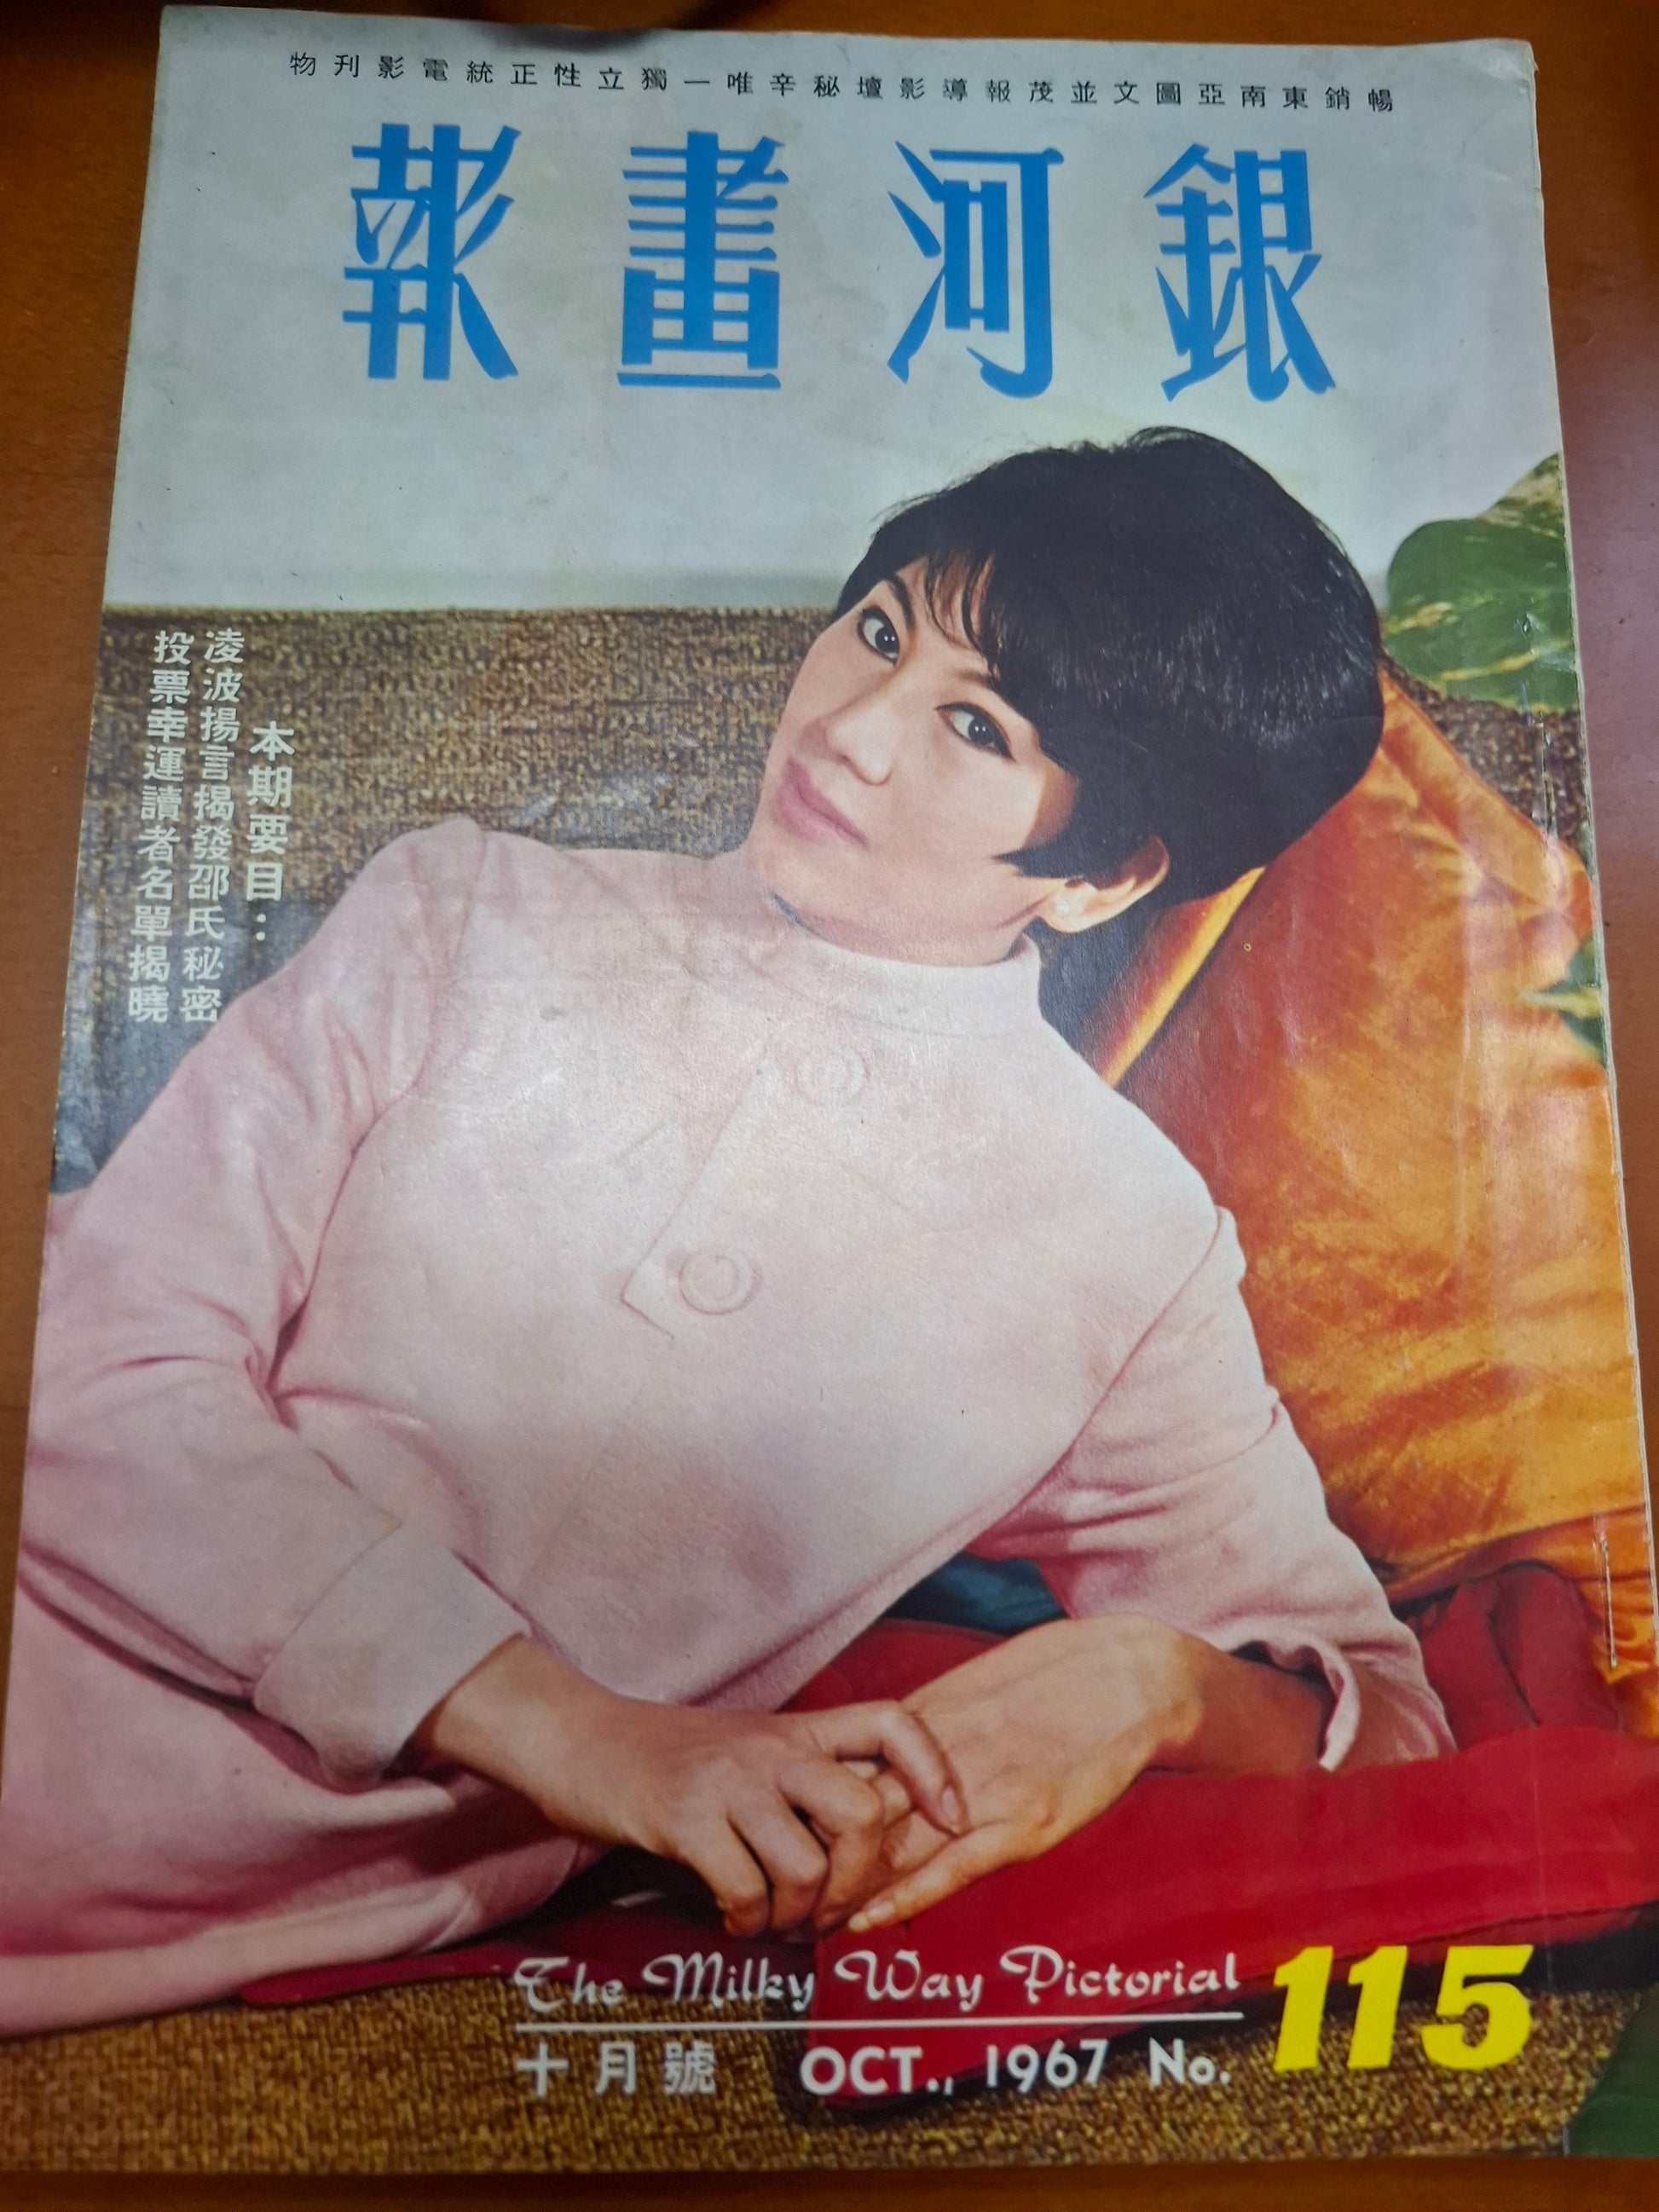 暢銷東南亞圖文並茂報導影壇秘辛唯一獨立性正統電影刊物
銀河畫報
本期要目：
凌波揚言揭發邵氏秘密
投票幸運讀者名單揭曉
The Milky Way Pictorial
十月號 OCT., 1967 No. 115